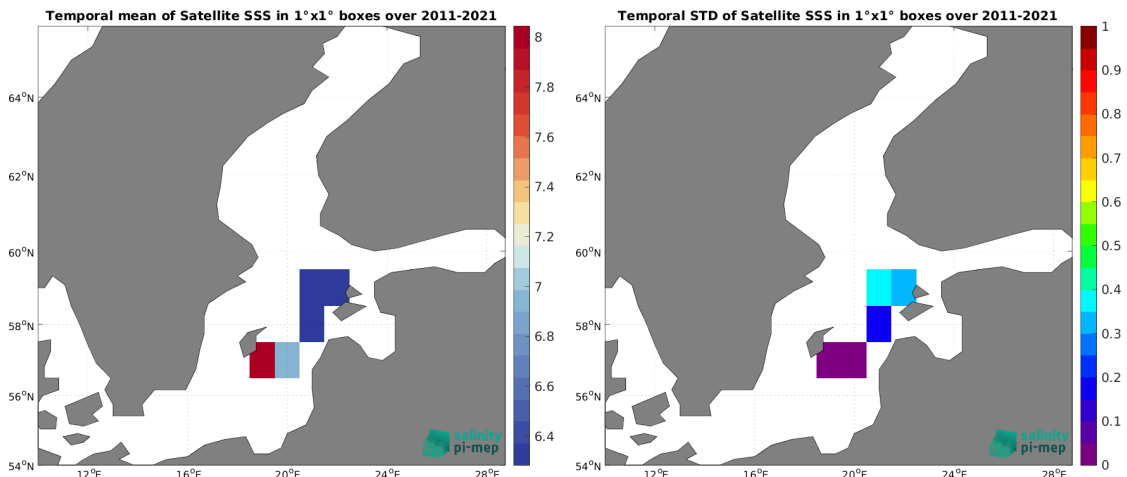 Temporal mean of Satellite SSS in 1°x1° boxes over 2011-2021
64°N
62°N
60°N
58°N
56°N
54°N
12°E
16°E
20°E
24°E
28°E
8
7.8
7.6
7.4
7.2
7
6.8
6.6
6.4
salinity
pi-mep
Temporal STD of Satellite SSS in 1°x1° boxes over 2011-2021
64°N
62°N
60°N
58°N
56°N
54°N
12°E
16°E
20°E
24°E
28°E
1
0.9
0.8
0.7
0.6
0.5
0.4
0.3
0.2
0.1
0
salinity
pi-mep